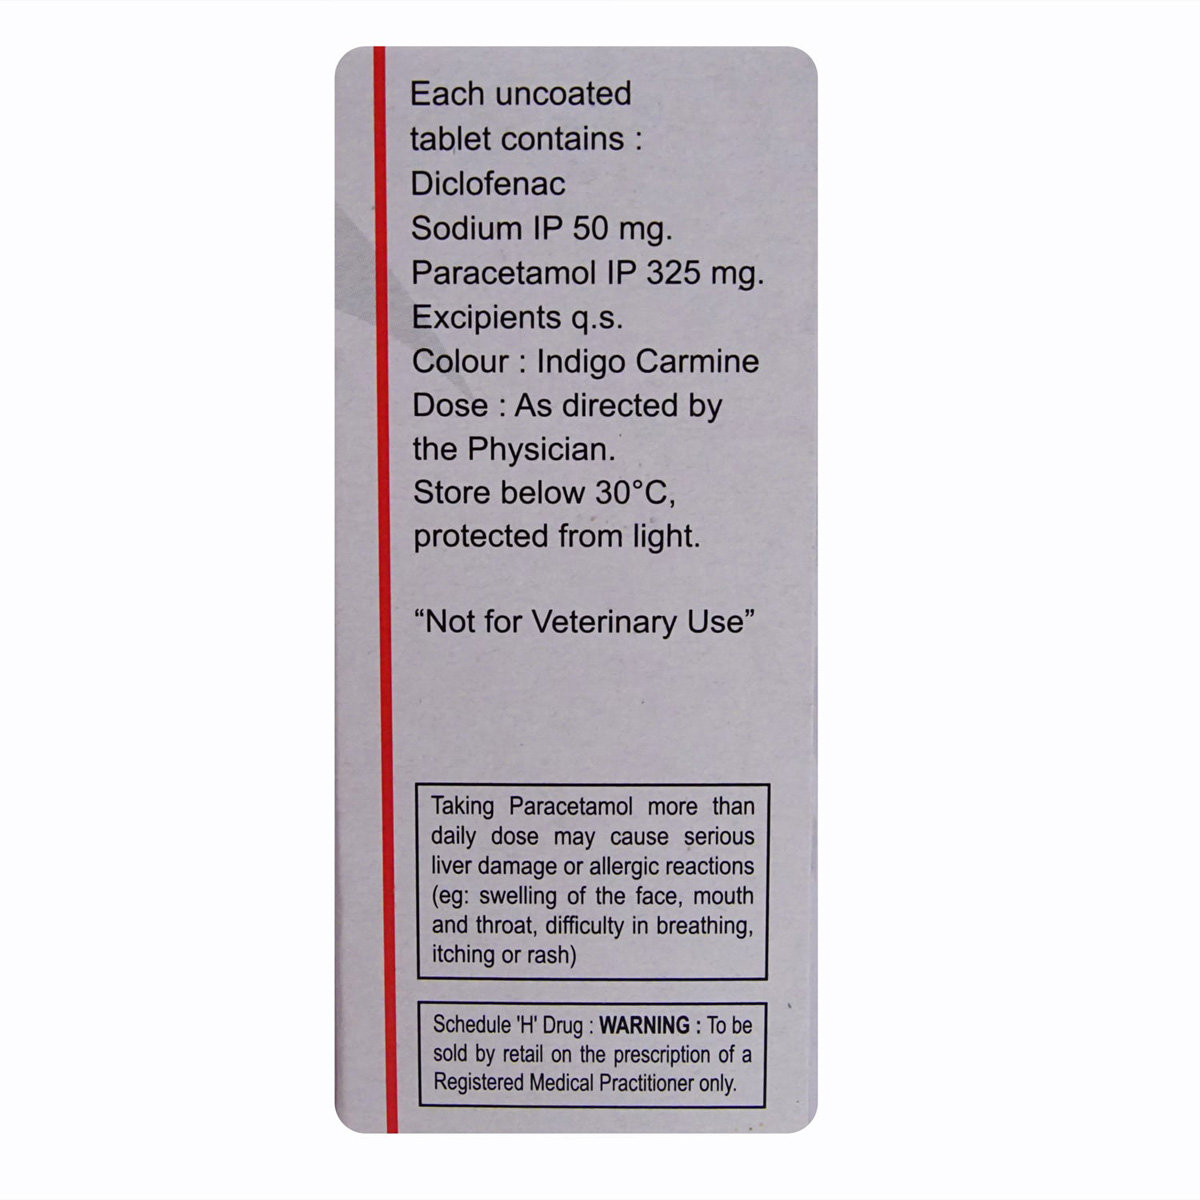 Each uncoated
tablet contains :
Diclofenac
Sodium IP 50 mg.
Paracetamol IP 325 mg.
Excipients q.s.
Colour : Indigo Carmine
Dose : As directed by
the Physician.
Store below 30°C,
protected from light.
“Not for Veterinary Use”
Taking Paracetamol more than
daily dose may cause serious
liver damage or allergic reactions
(eg: swelling of the face, mouth
and throat, difficulty in breathing,
itching or rash)
Schedule 'H' Drug : WARNING : To be
sold by retail on the prescription of a
Registered Medical Practitioner only.